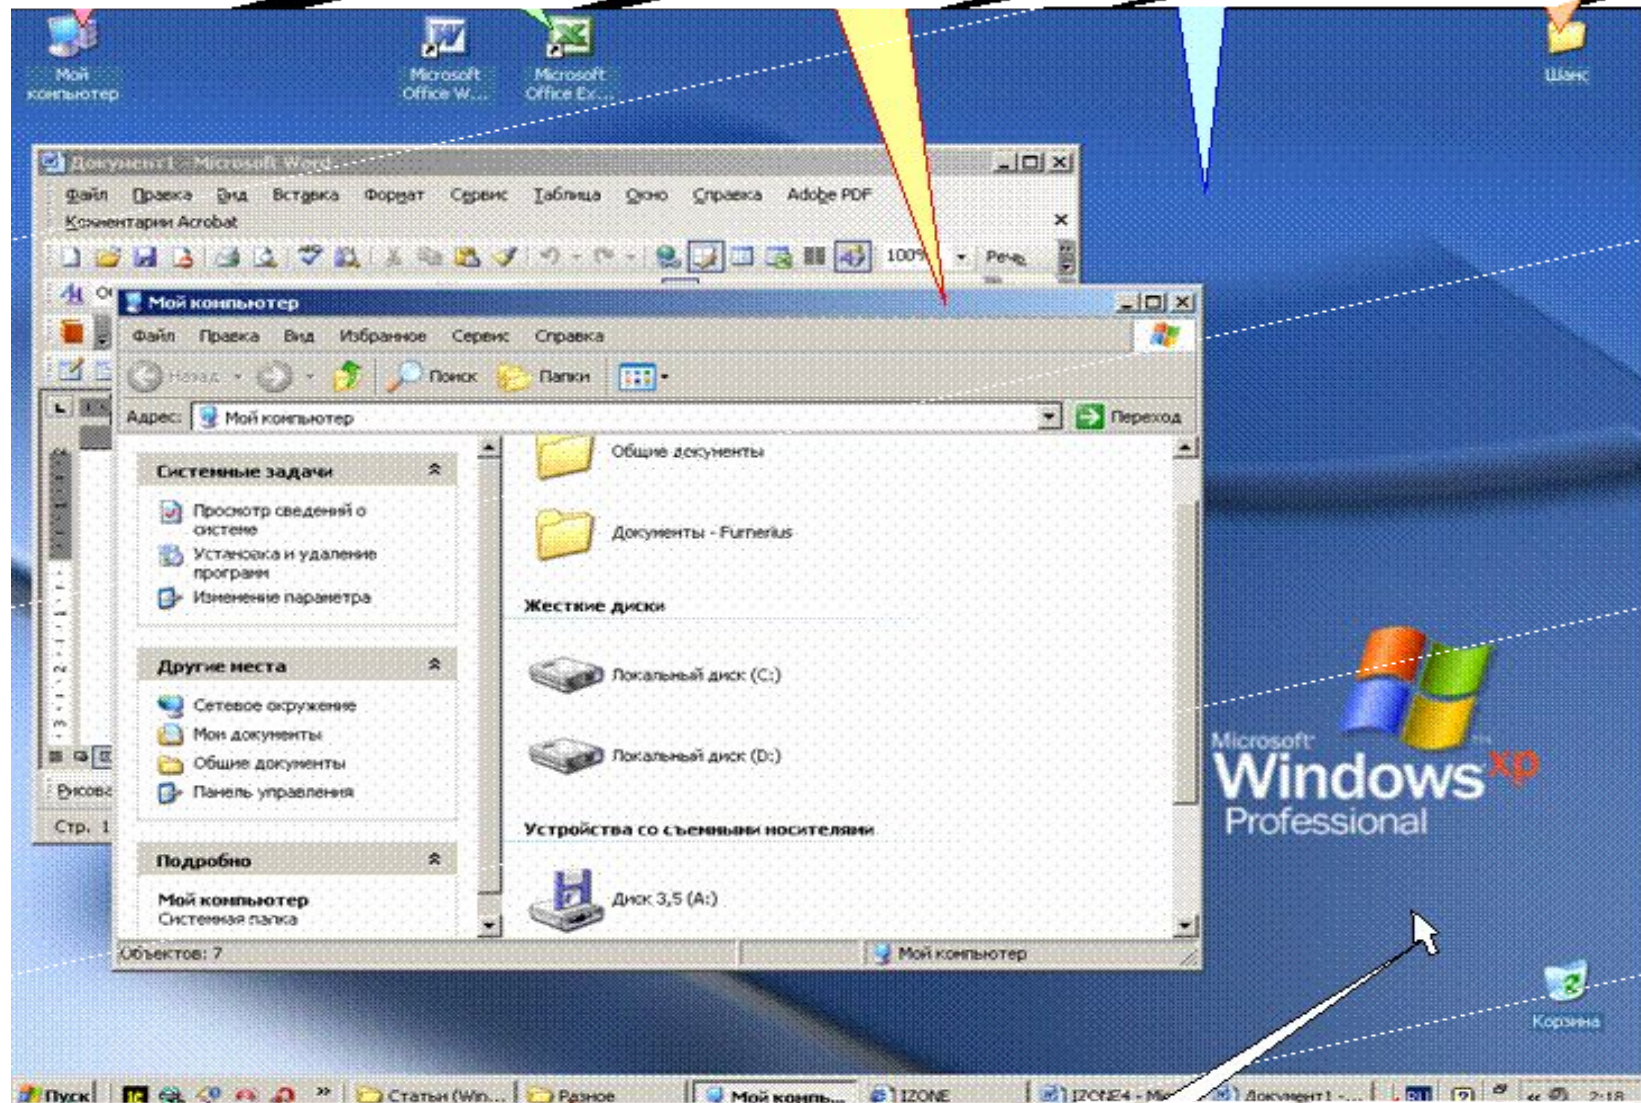 Мой
компьютер
Microsoft
Office W...
Microsoft
Office Ex...
Шанс
Документ1 - Microsoft Word
Файл Правка Вид Вставка Формат Сервис Таблица Окно Справка Adobe PDF
Комментарии Acrobat
100%
Мой компьютер
Файл Правка Вид Избранное Сервис Справка
Назад Поиск Папки
Адрес: Мой компьютер Переход
Системные задачи
Просмотр сведений о
системе
Установка и удаление
программ
Изменение параметра
Другие места
Сетевое окружение
Мои документы
Общие документы
Панель управления
Подробно
Мой компьютер
Системная папка
Общие документы
Документы - Furnerius
Жесткие диски
Локальный диск (C:)
Локальный диск (D:)
Устройства со съемными носителями
Диск 3,5 (A:)
Объектов: 7 Мой компьютер
Стр. 1
Microsoft
Windows xp
Professional
Корзина
Пуск Статьи (Win... Разное Мой компь... IZONE IZONE4 - Документ1 -... RU 2:18